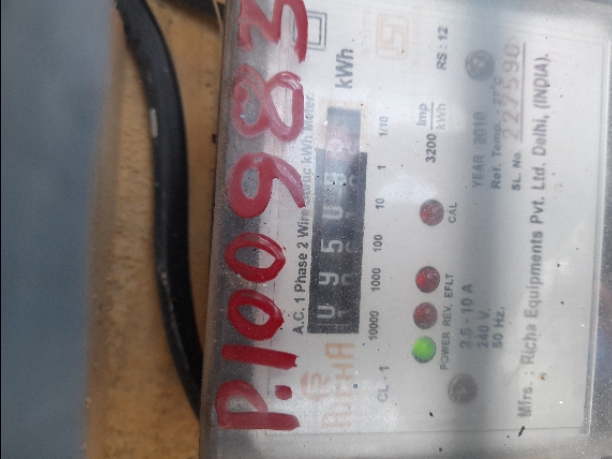 P.100983
A.C. 1 Phase 2 Wire Static kWh Meter.
kWh
10000 1000 100 10 1 1/10
CL - 1
3200 Imp/kWh
RS : 12
POWER REV. EFLT CAL
2.5 - 10 A
240 V.
50 Hz.
YEAR 2010
Ref. Temp. : 27°C
SL. No. 227590
Mfrs. : Richa Equipments Pvt. Ltd. Delhi, (INDIA).